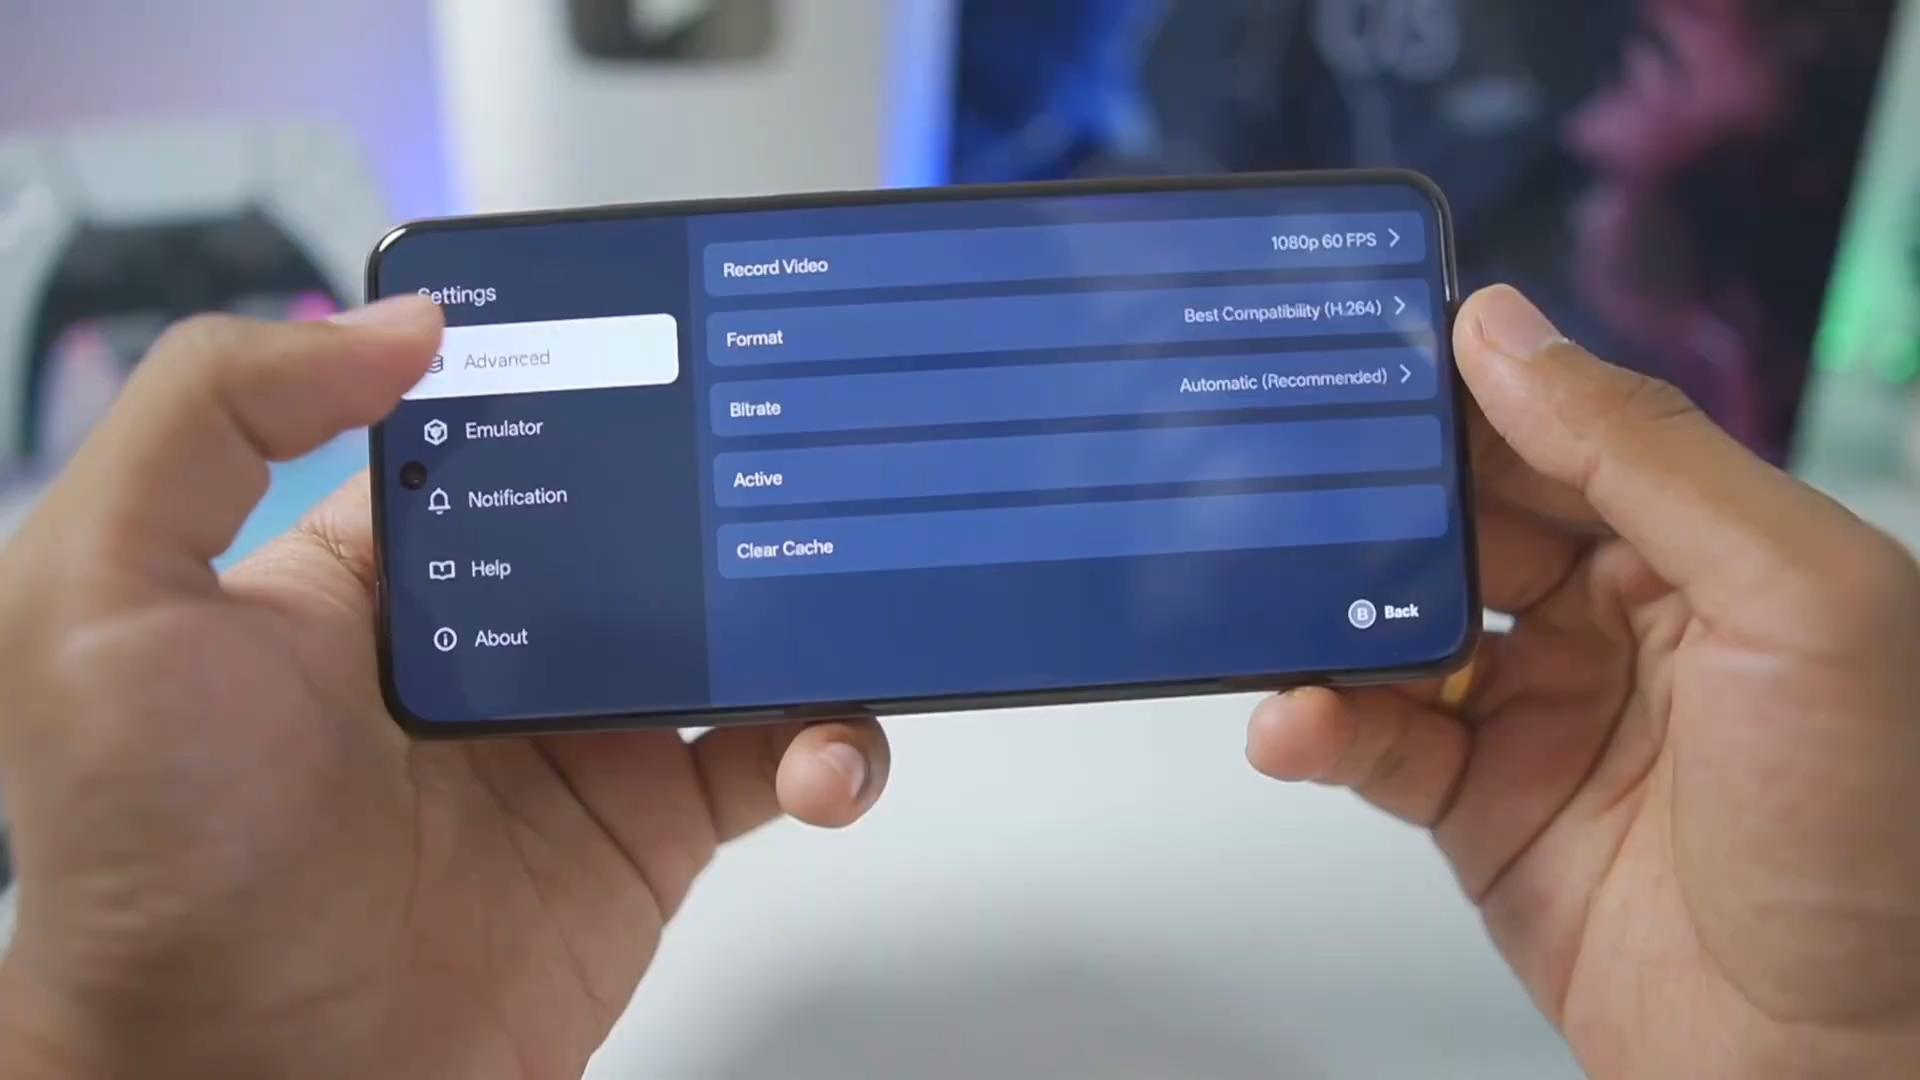 Settings
Advanced
Emulator
Notification
Help
About
Record Video 1080p 60 FPS
Format Best Compatibility (H.264)
Bitrate Automatic (Recommended)
Active
Clear Cache
B Back